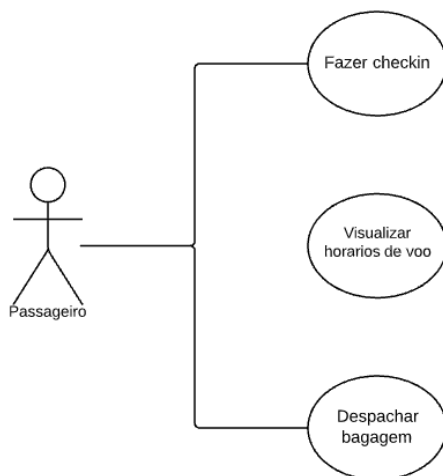 Fazer checkin
Visualizar
horarios de voo
Passageiro
Despachar
bagagem